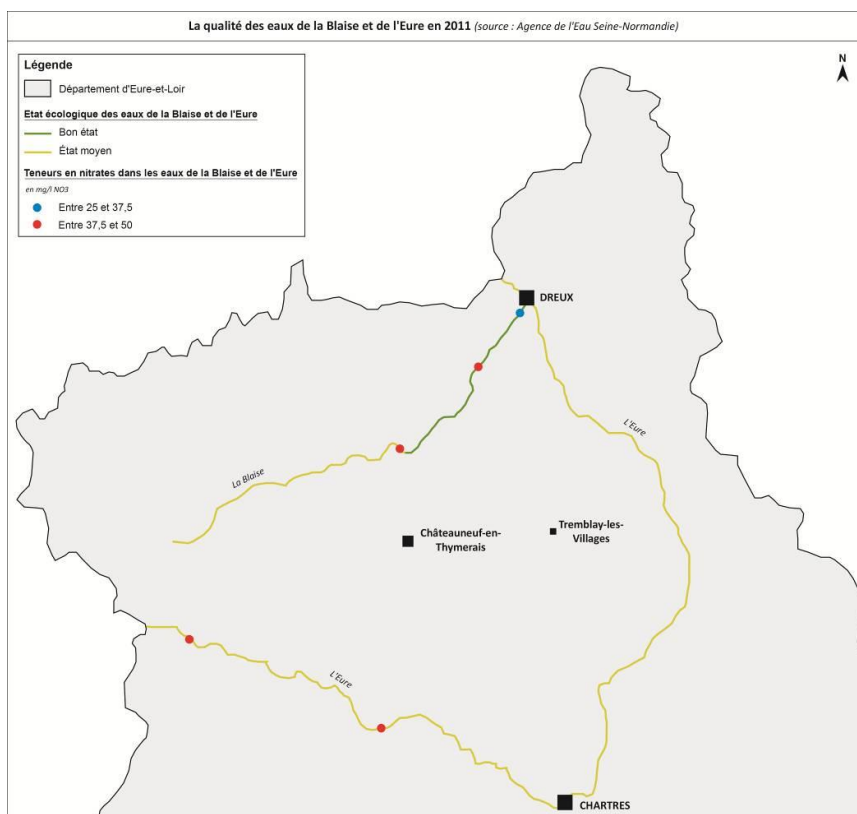 La qualité des eaux de la Blaise et de l'Eure en 2011 (source : Agence de l'Eau Seine-Normandie)
N
Légende
Département d'Eure-et-Loir
Etat écologique des eaux de la Blaise et de l'Eure
Bon état
État moyen
Teneurs en nitrates dans les eaux de la Blaise et de l'Eure
en mg/l NO3
Entre 25 et 37,5
Entre 37,5 et 50
DREUX
L'Eure
La Blaise
Châteauneuf-en-
Thymerais
Tremblay-les-
Villages
L'Eure
CHARTRES